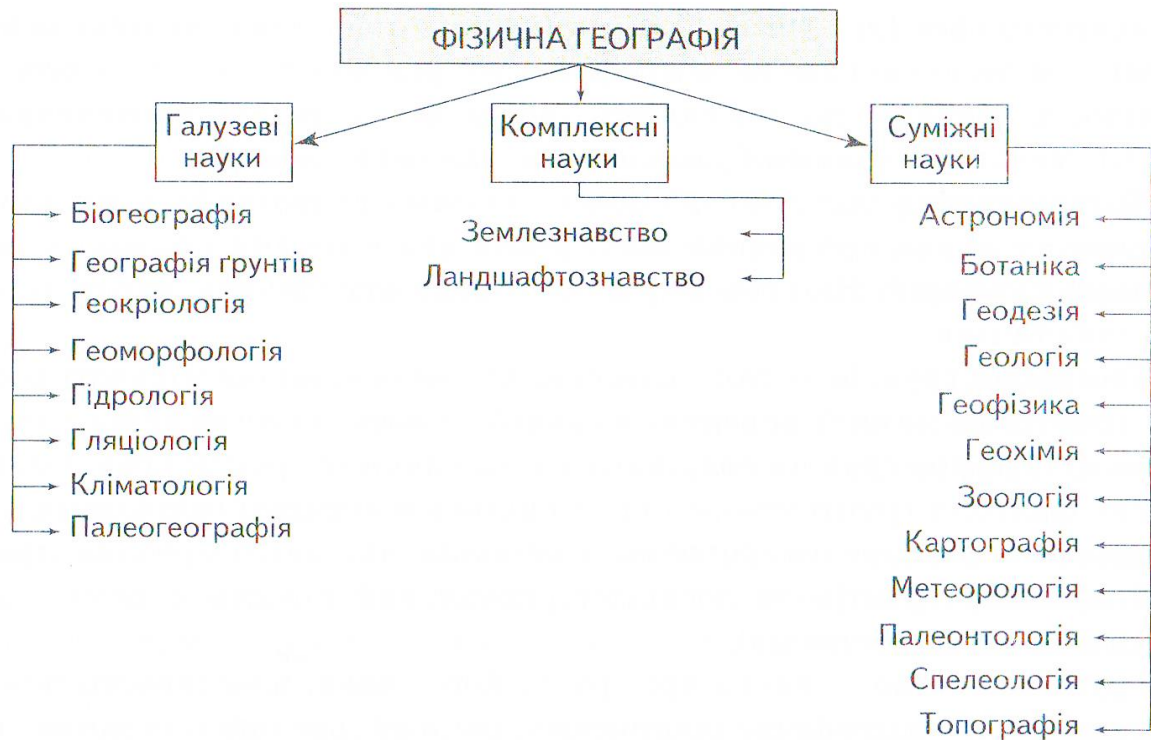 ФІЗИЧНА ГЕОГРАФІЯ
Галузеві
науки
Біогеографія
Географія ґрунтів
Геокріологія
Геоморфологія
Гідрологія
Гляціологія
Кліматологія
Палеогеографія
Комплексні
науки
Землезнавство
Ландшафтознавство
Суміжні
науки
Астрономія
Ботаніка
Геодезія
Геологія
Геофізика
Геохімія
Зоологія
Картографія
Метеорологія
Палеонтологія
Спелеологія
Топографія